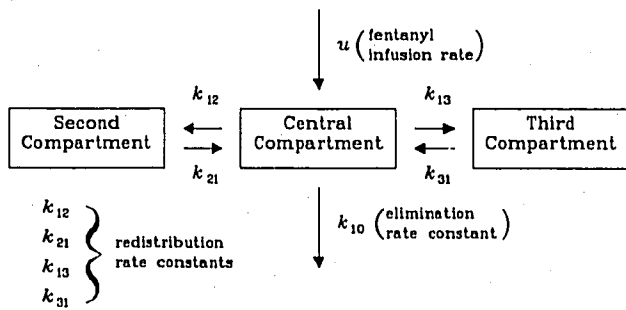 u (fentanyl
infusion rate)
k12
k13
Second
Compartment
Central
Compartment
Third
Compartment
k21
k31
k10 (elimination
rate constant)
k12
k21
k13
k31
redistribution
rate constants